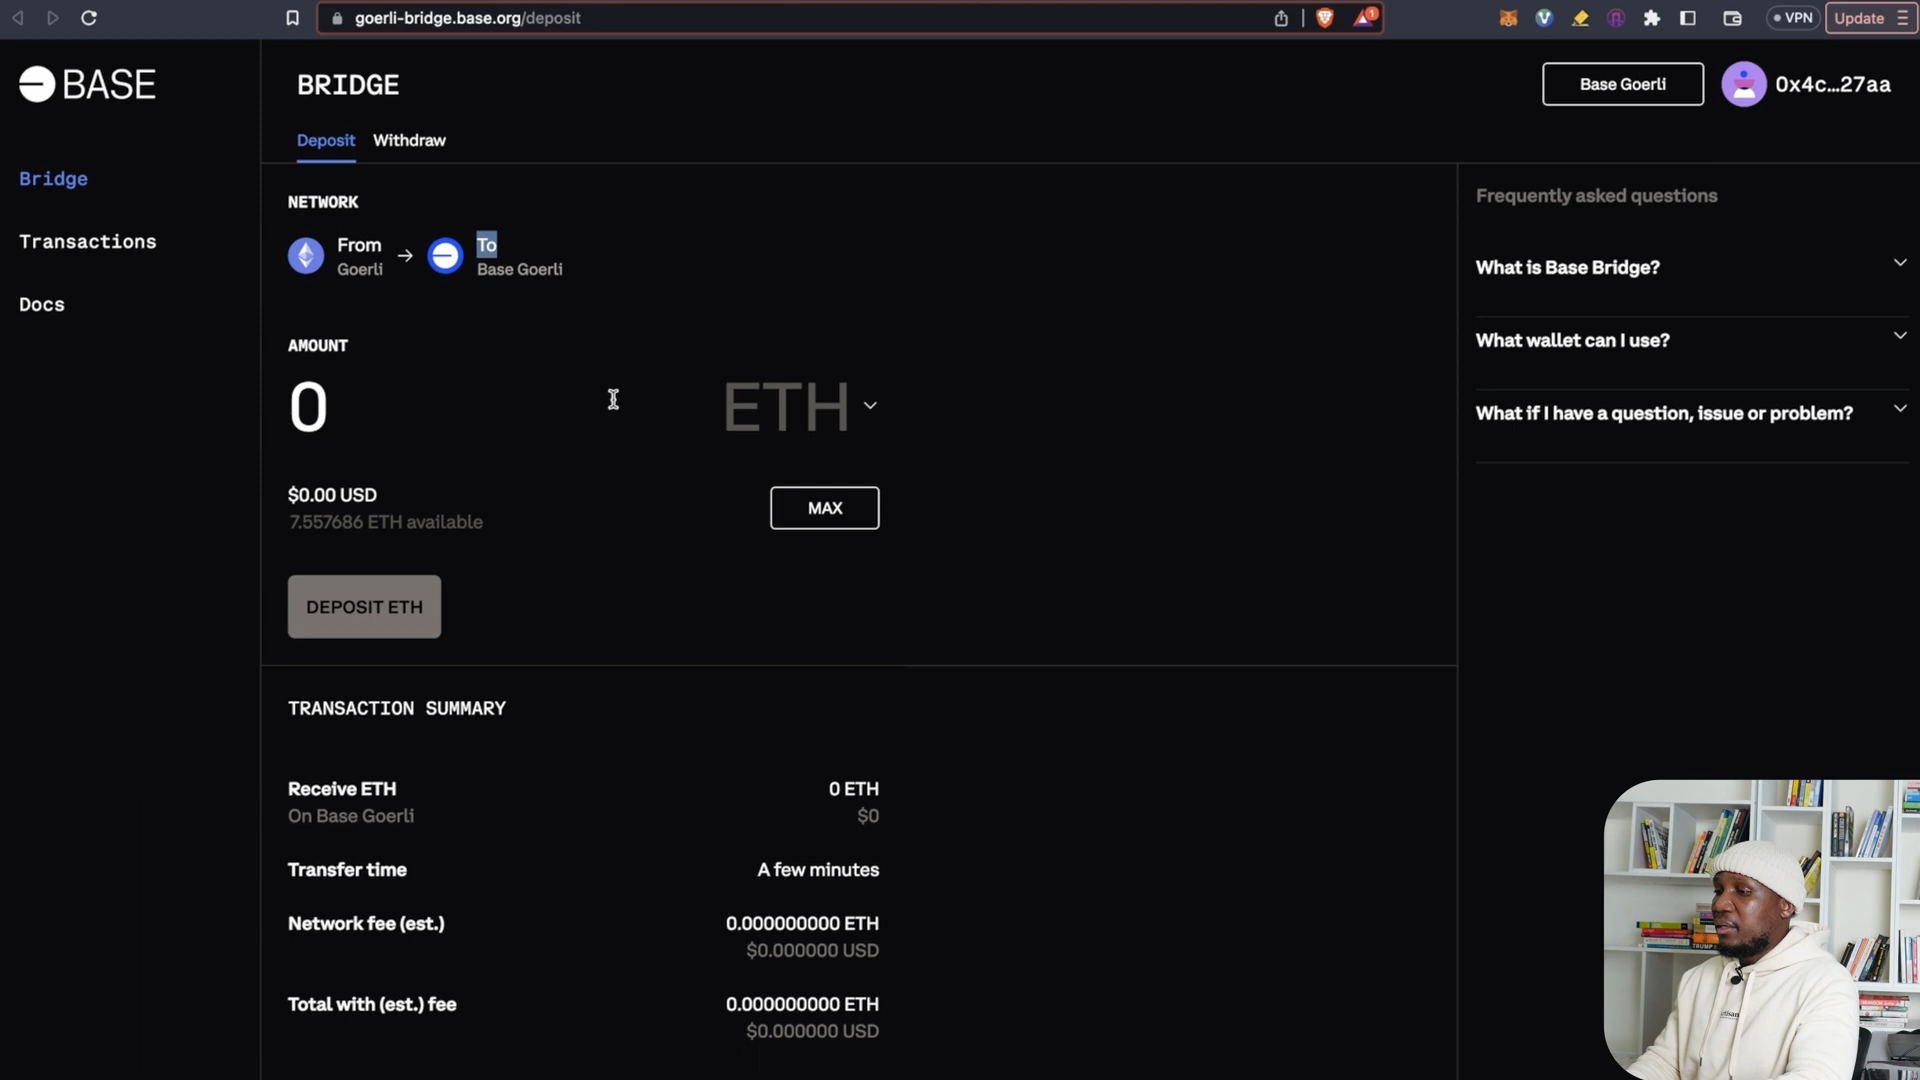 goerli-bridge.base.org/deposit
1
VPN
Update
BASE
BRIDGE
Base Goerli
0x4c...27aa
Deposit
Withdraw
Bridge
Transactions
Docs
NETWORK
From
Goerli
To
Base Goerli
AMOUNT
0
ETH
$0.00 USD
7.557686 ETH available
MAX
DEPOSIT ETH
TRANSACTION SUMMARY
Receive ETH
0 ETH
On Base Goerli
$0
Transfer time
A few minutes
Network fee (est.)
0.000000000 ETH
$0.000000 USD
Total with (est.) fee
0.000000000 ETH
$0.000000 USD
Frequently asked questions
What is Base Bridge?
What wallet can I use?
What if I have a question, issue or problem?
TRUMP